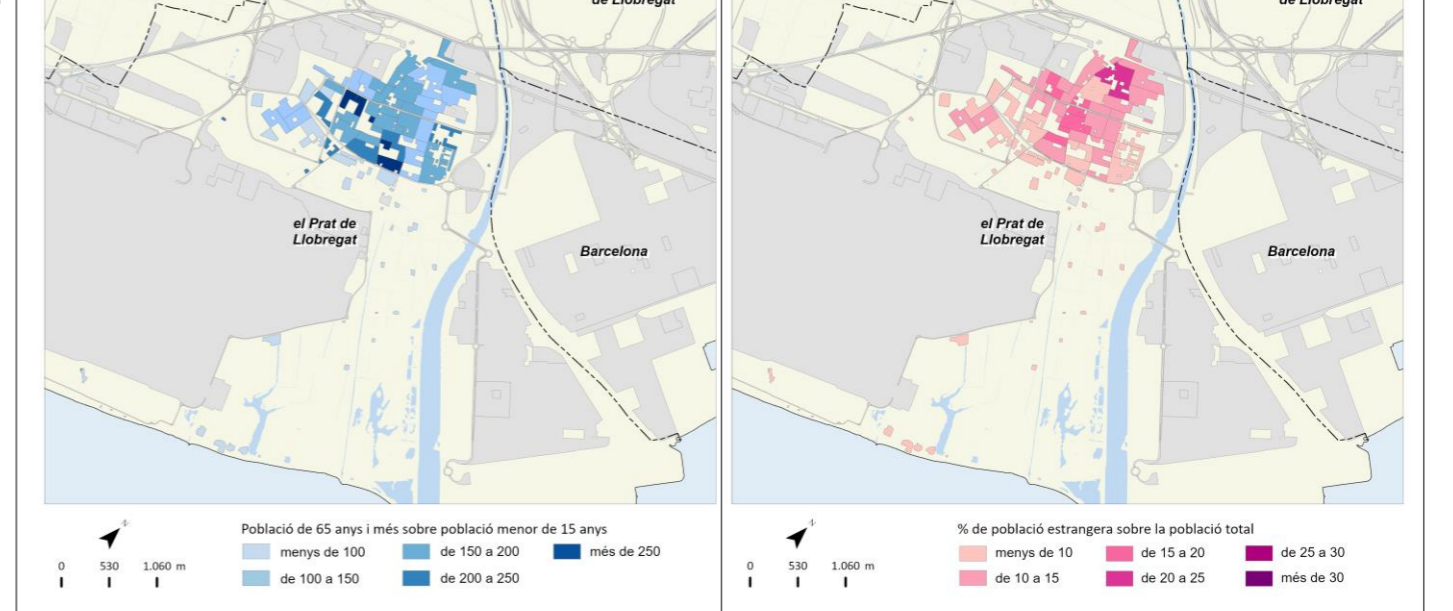 de Llobregat
el Prat de
Llobregat
Barcelona
N
Població de 65 anys i més sobre població menor de 15 anys
menys de 100
de 150 a 200
més de 250
de 100 a 150
de 200 a 250
0 530 1.060 m
de Llobregat
el Prat de
Llobregat
Barcelona
N
% de població estrangera sobre la població total
menys de 10
de 15 a 20
de 25 a 30
de 10 a 15
de 20 a 25
més de 30
0 530 1.060 m